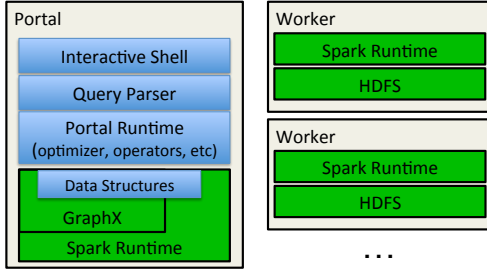 Portal
Interactive Shell
Query Parser
Portal Runtime
(optimizer, operators, etc)
Data Structures
GraphX
Spark Runtime
Worker
Spark Runtime
HDFS
Worker
Spark Runtime
HDFS
...